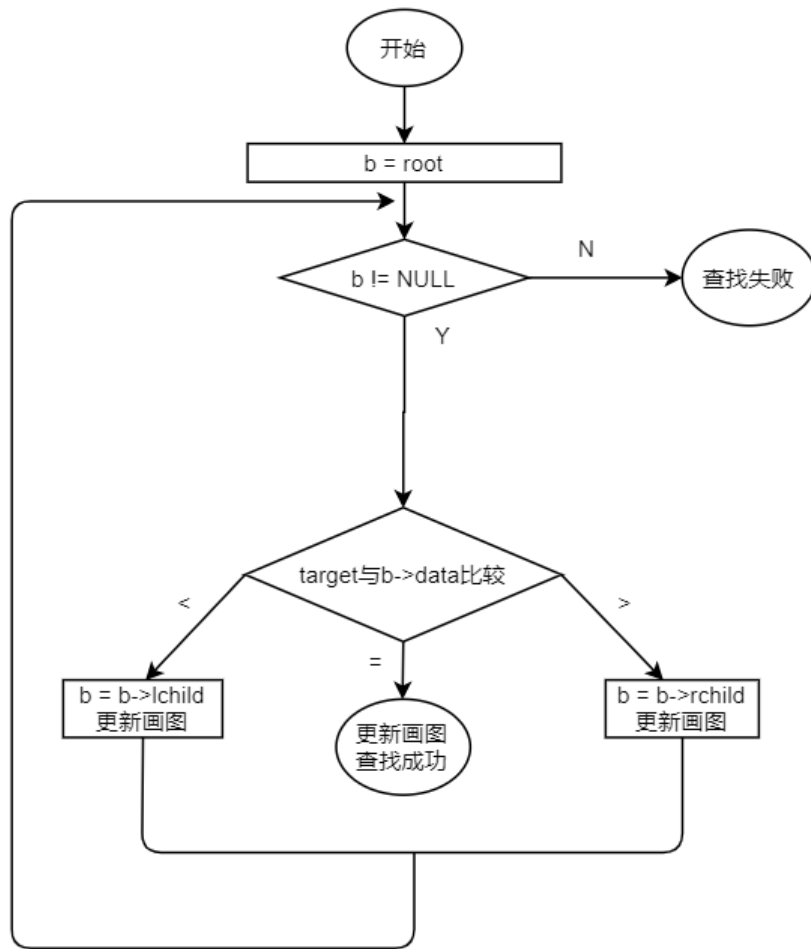 开始
b = root
b != NULL
N
查找失败
Y
target与b->data比较
<
>
=
b = b->lchild
更新画图
更新画图
查找成功
b = b->rchild
更新画图